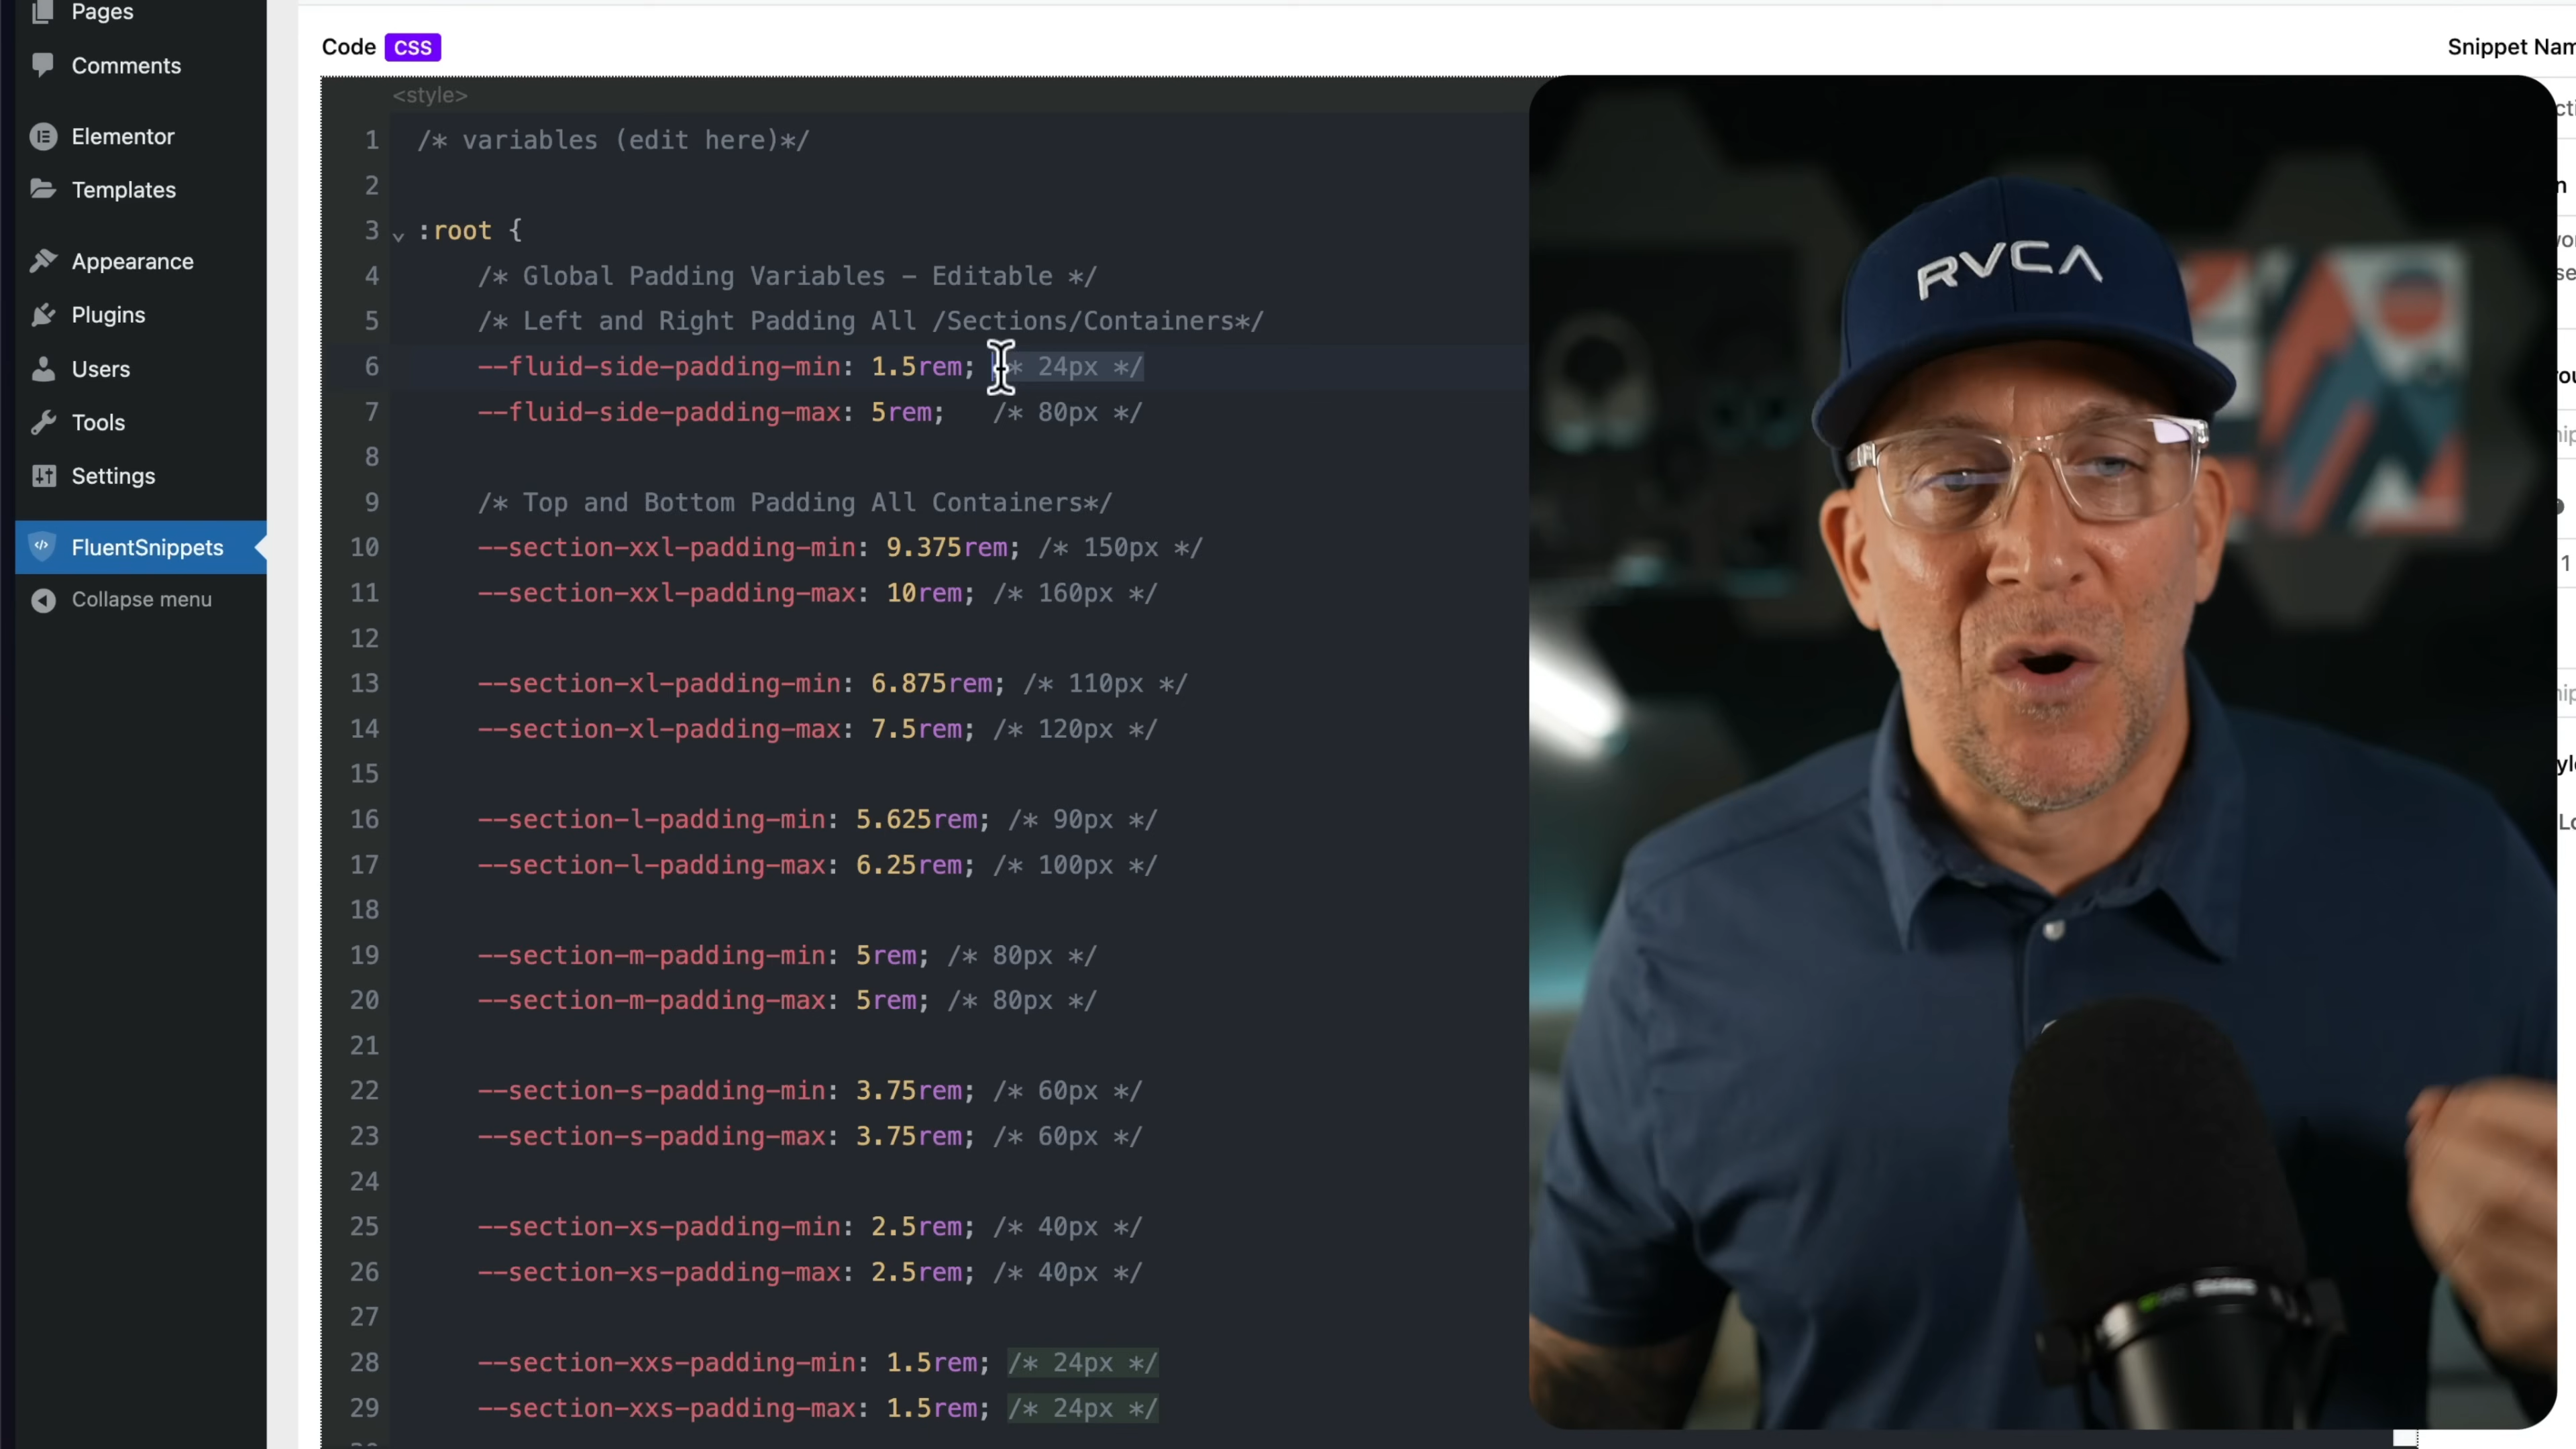 Pages
Comments
Elementor
Templates
Appearance
Plugins
Users
Tools
Settings
FluentSnippets
Collapse menu
Code CSS
Snippet Nam
<style>
1 /* variables (edit here)*/
2
3 :root {
4 /* Global Padding Variables – Editable */
5 /* Left and Right Padding All /Sections/Containers*/
6 --fluid-side-padding-min: 1.5rem; /* 24px */
7 --fluid-side-padding-max: 5rem; /* 80px */
8
9 /* Top and Bottom Padding All Containers*/
10 --section-xxl-padding-min: 9.375rem; /* 150px */
11 --section-xxl-padding-max: 10rem; /* 160px */
12
13 --section-xl-padding-min: 6.875rem; /* 110px */
14 --section-xl-padding-max: 7.5rem; /* 120px */
15
16 --section-l-padding-min: 5.625rem; /* 90px */
17 --section-l-padding-max: 6.25rem; /* 100px */
18
19 --section-m-padding-min: 5rem; /* 80px */
20 --section-m-padding-max: 5rem; /* 80px */
21
22 --section-s-padding-min: 3.75rem; /* 60px */
23 --section-s-padding-max: 3.75rem; /* 60px */
24
25 --section-xs-padding-min: 2.5rem; /* 40px */
26 --section-xs-padding-max: 2.5rem; /* 40px */
27
28 --section-xxs-padding-min: 1.5rem; /* 24px */
29 --section-xxs-padding-max: 1.5rem; /* 24px */
RVCA